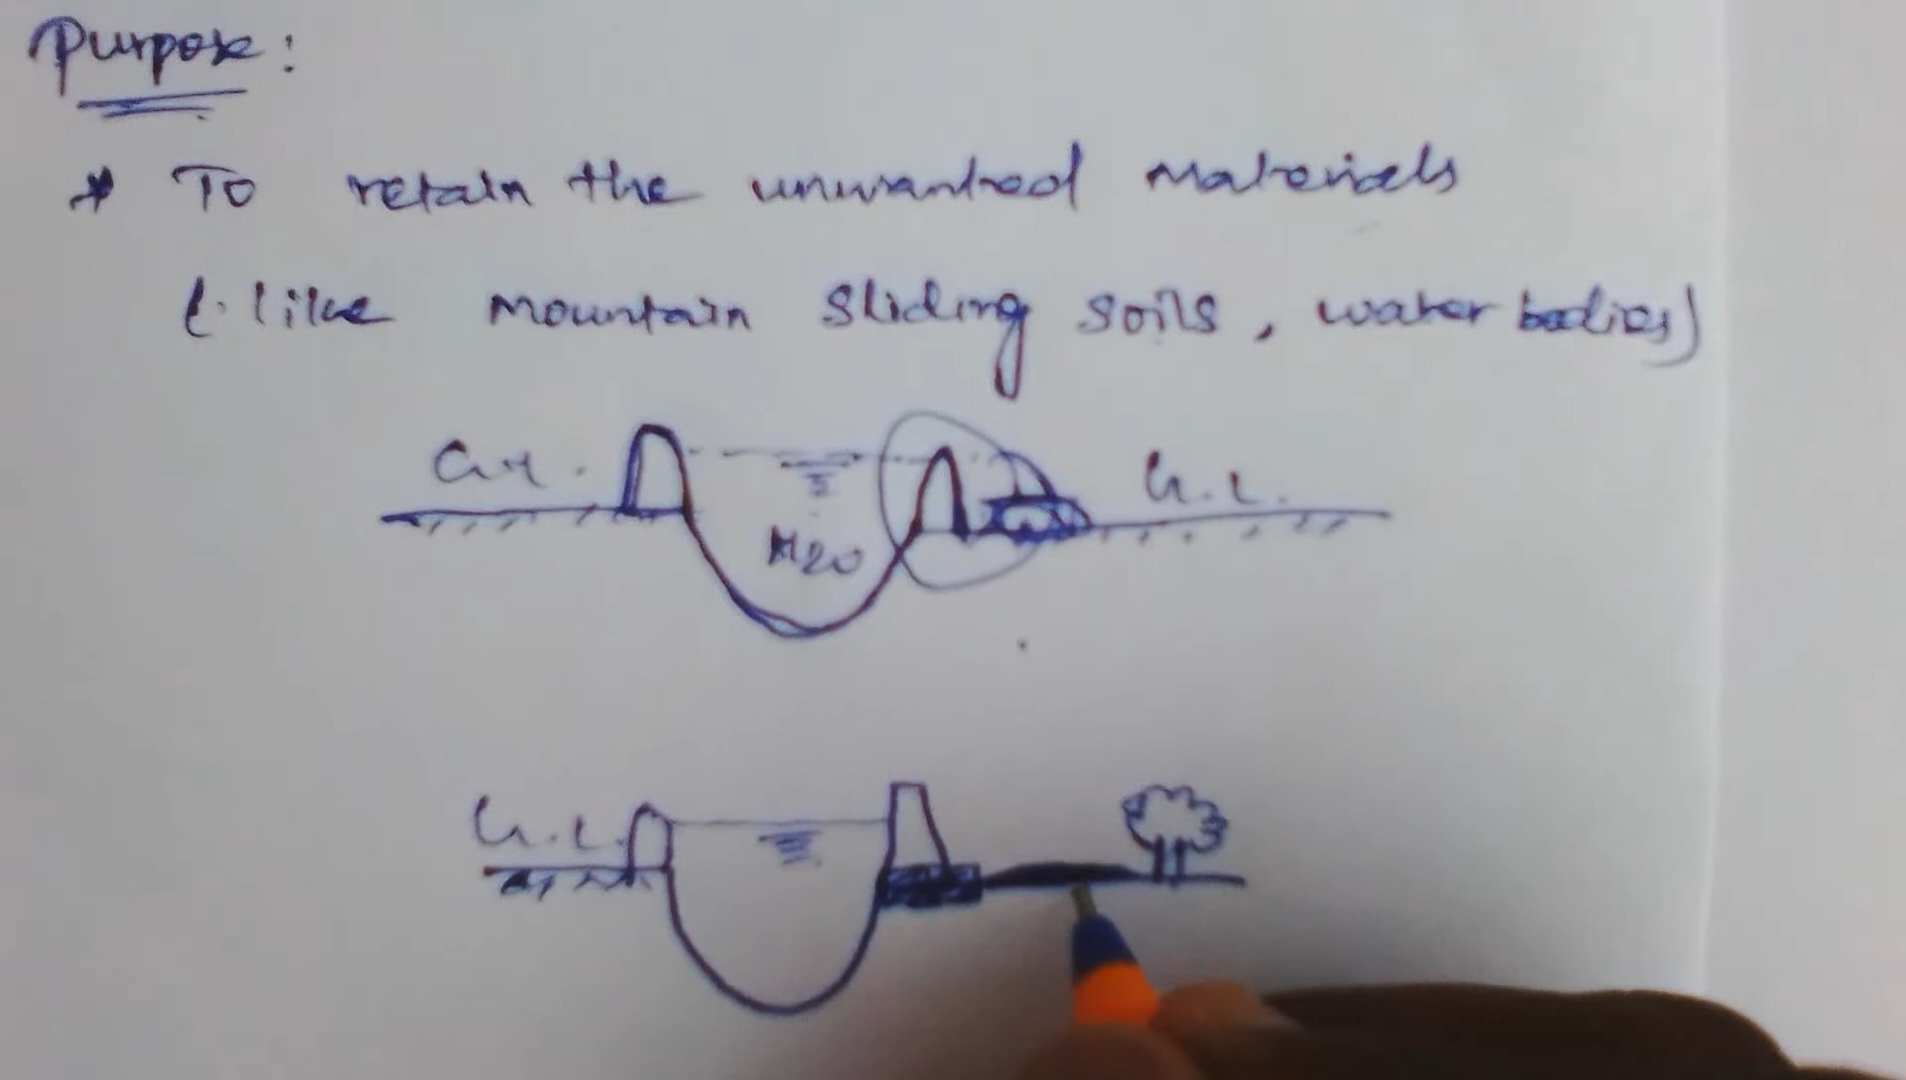 Purpose:
* To retain the unwanted materials
(. like mountain sliding soils, water bodies)
G.L. G.L.
H2O
G.L.